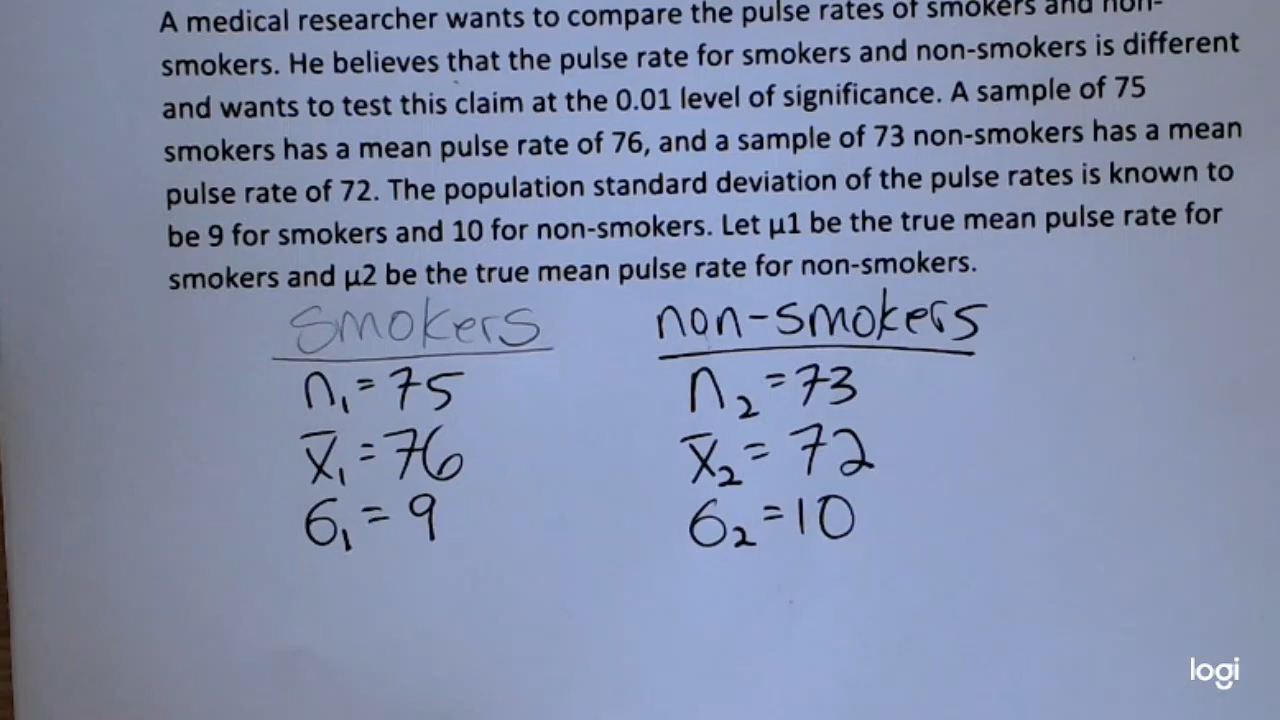 A medical researcher wants to compare the pulse rates of smokers and non-
smokers. He believes that the pulse rate for smokers and non-smokers is different
and wants to test this claim at the 0.01 level of significance. A sample of 75
smokers has a mean pulse rate of 76, and a sample of 73 non-smokers has a mean
pulse rate of 72. The population standard deviation of the pulse rates is known to
be 9 for smokers and 10 for non-smokers. Let μ1 be the true mean pulse rate for
smokers and μ2 be the true mean pulse rate for non-smokers.
smokers non-smokers
n₁ = 75 n₂ = 73
x̄₁ = 76 x̄₂ = 72
σ₁ = 9 σ₂ = 10
logi